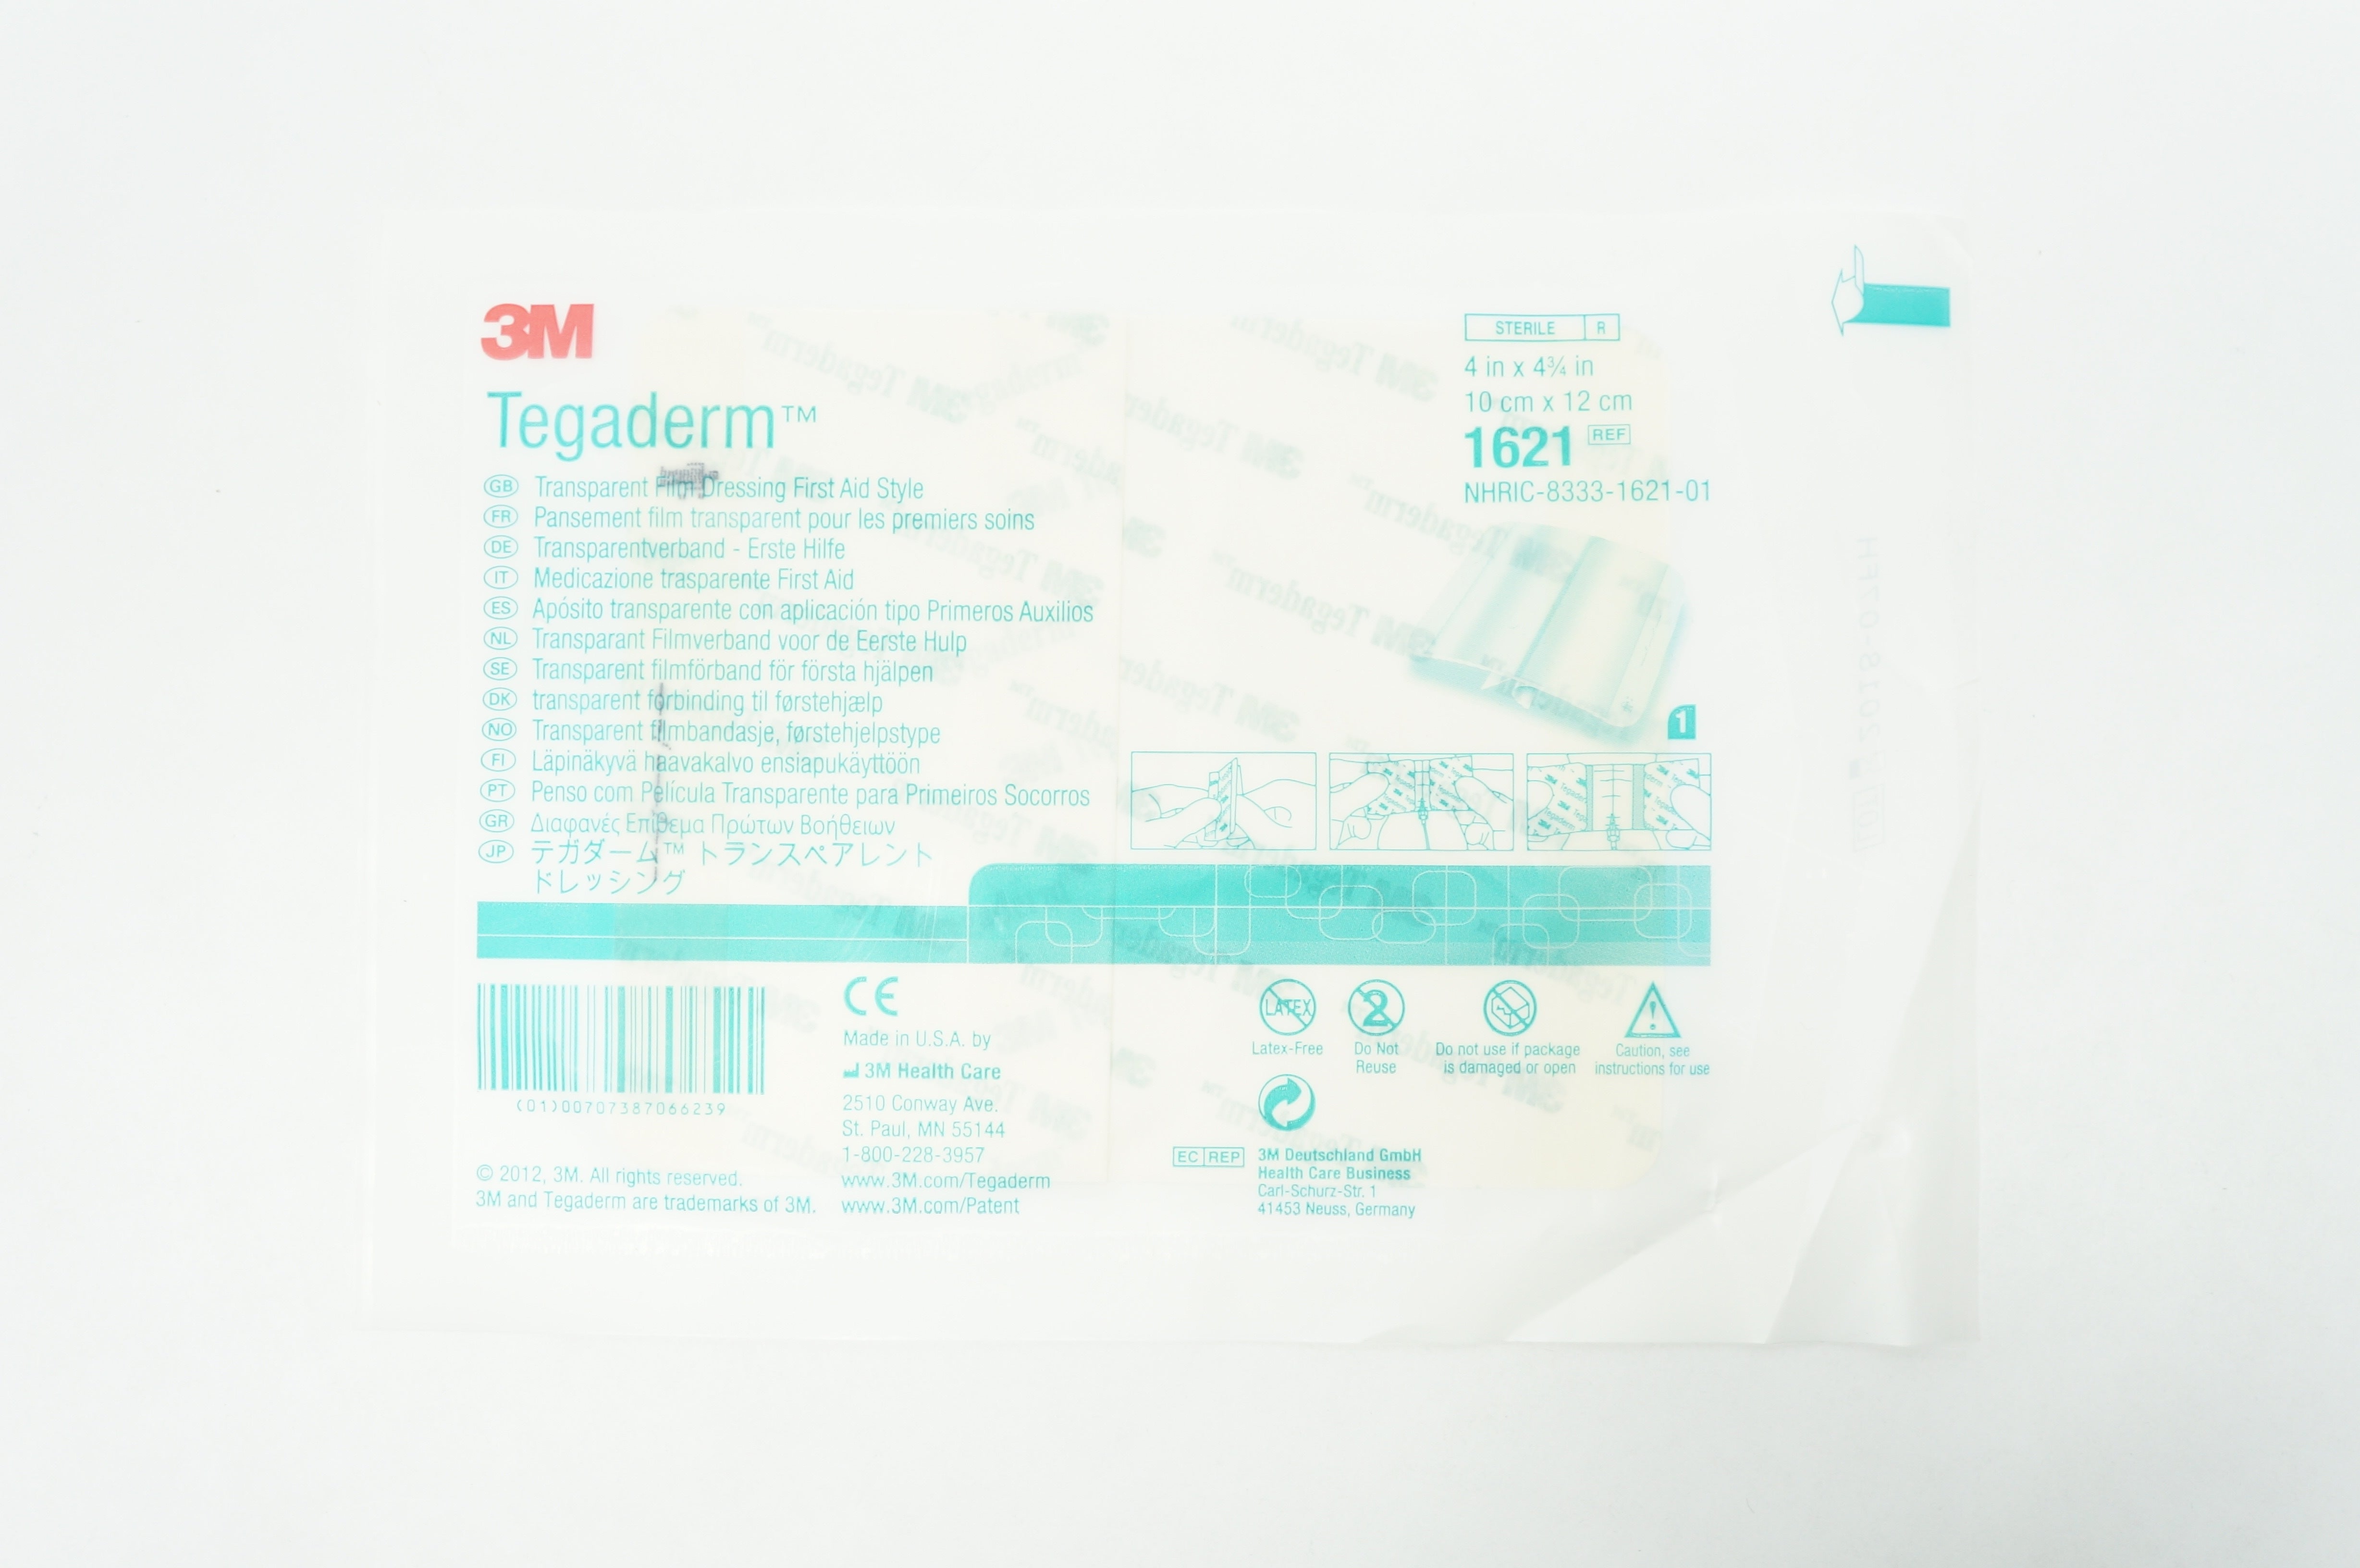 3M
Tegaderm™
GB Transparent Film Dressing First Aid Style
FR Pansement film transparent pour les premiers soins
DE Transparentverband - Erste Hilfe
IT Medicazione trasparente First Aid
ES Apósito transparente con aplicación tipo Primeros Auxilios
NL Transparant Filmverband voor de Eerste Hulp
SE Transparent filmförband för första hjälpen
DK transparent forbinding til førstehjælp
NO Transparent filmbandasje, førstehjelpstype
FI Läpinäkyvä haavakalvo ensiapukäyttöön
PT Penso com Película Transparente para Primeiros Socorros
GR Διαφανές Επίθεμα Πρώτων Βοήθειων
JP テガダーム™ トランスペアレント
ドレッシング
STERILE R
4 in x 4¾ in
10 cm x 12 cm
1621 REF
NHRIC-8333-1621-01
1
(01)00707387066239
© 2012, 3M. All rights reserved.
3M and Tegaderm are trademarks of 3M.
CE
Made in U.S.A. by
3M Health Care
2510 Conway Ave.
St. Paul, MN 55144
1-800-228-3957
www.3M.com/Tegaderm
www.3M.com/Patent
LATEX
Latex-Free
2
Do Not
Reuse
Do not use if package
is damaged or open
!
Caution, see
instructions for use
EC REP
3M Deutschland GmbH
Health Care Business
Carl-Schurz-Str. 1
41453 Neuss, Germany